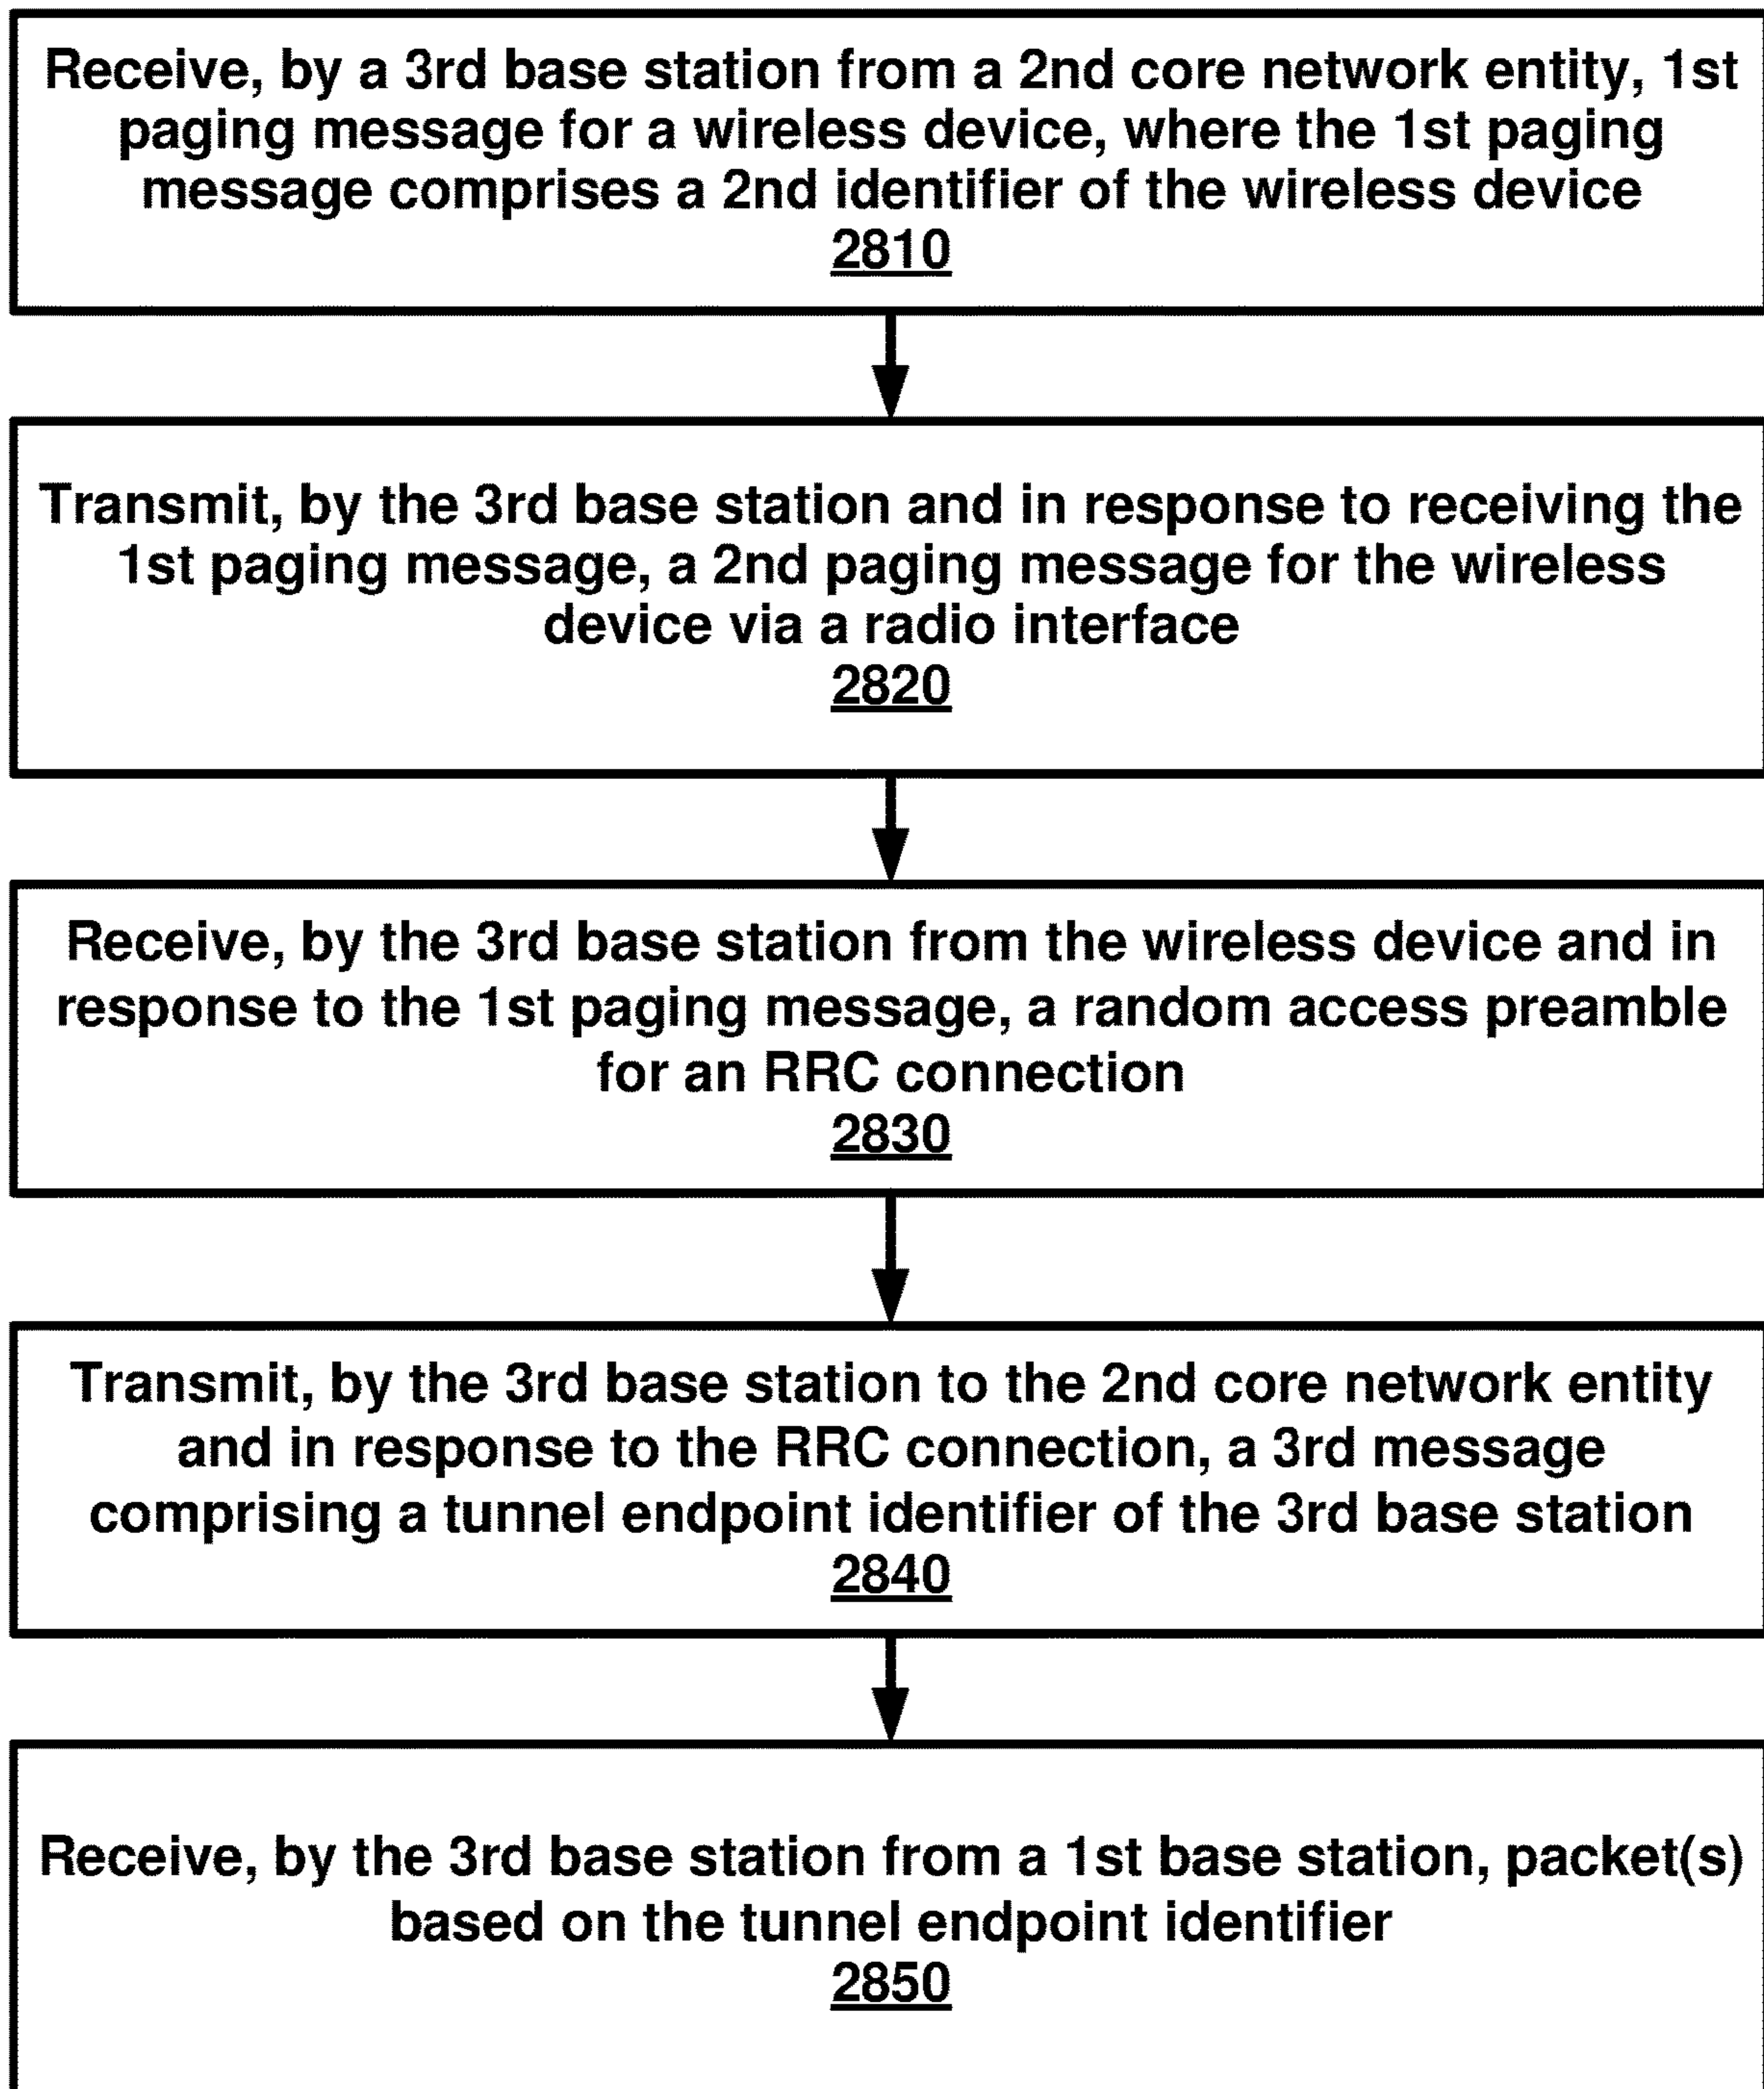 Receive, by a 3rd base station from a 2nd core network entity, 1st
paging message for a wireless device, where the 1st paging
message comprises a 2nd identifier of the wireless device
2810
Transmit, by the 3rd base station and in response to receiving the
1st paging message, a 2nd paging message for the wireless
device via a radio interface
2820
Receive, by the 3rd base station from the wireless device and in
response to the 1st paging message, a random access preamble
for an RRC connection
2830
Transmit, by the 3rd base station to the 2nd core network entity
and in response to the RRC connection, a 3rd message
comprising a tunnel endpoint identifier of the 3rd base station
2840
Receive, by the 3rd base station from a 1st base station, packet(s)
based on the tunnel endpoint identifier
2850